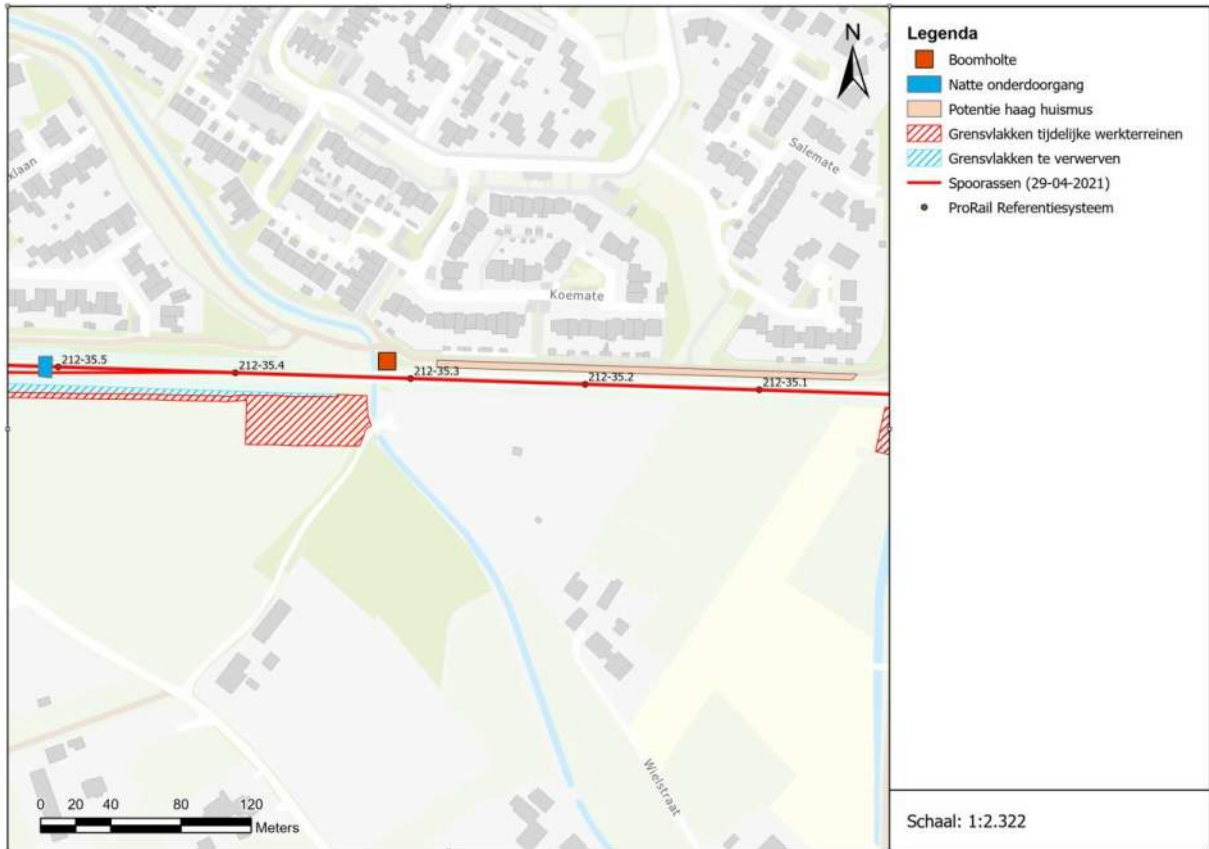 N
Salemate
xlaan
Koemate
212-35.5
212-35.4
212-35.3
212-35.2
212-35.1
Wielstraat
0 20 40 80 120
Meters
Legenda
Boomholte
Natte onderdoorgang
Potentie haag huismus
Grensvlakken tijdelijke werkterreinen
Grensvlakken te verwerven
Spoorassen (29-04-2021)
ProRail Referentiesysteem
Schaal: 1:2.322